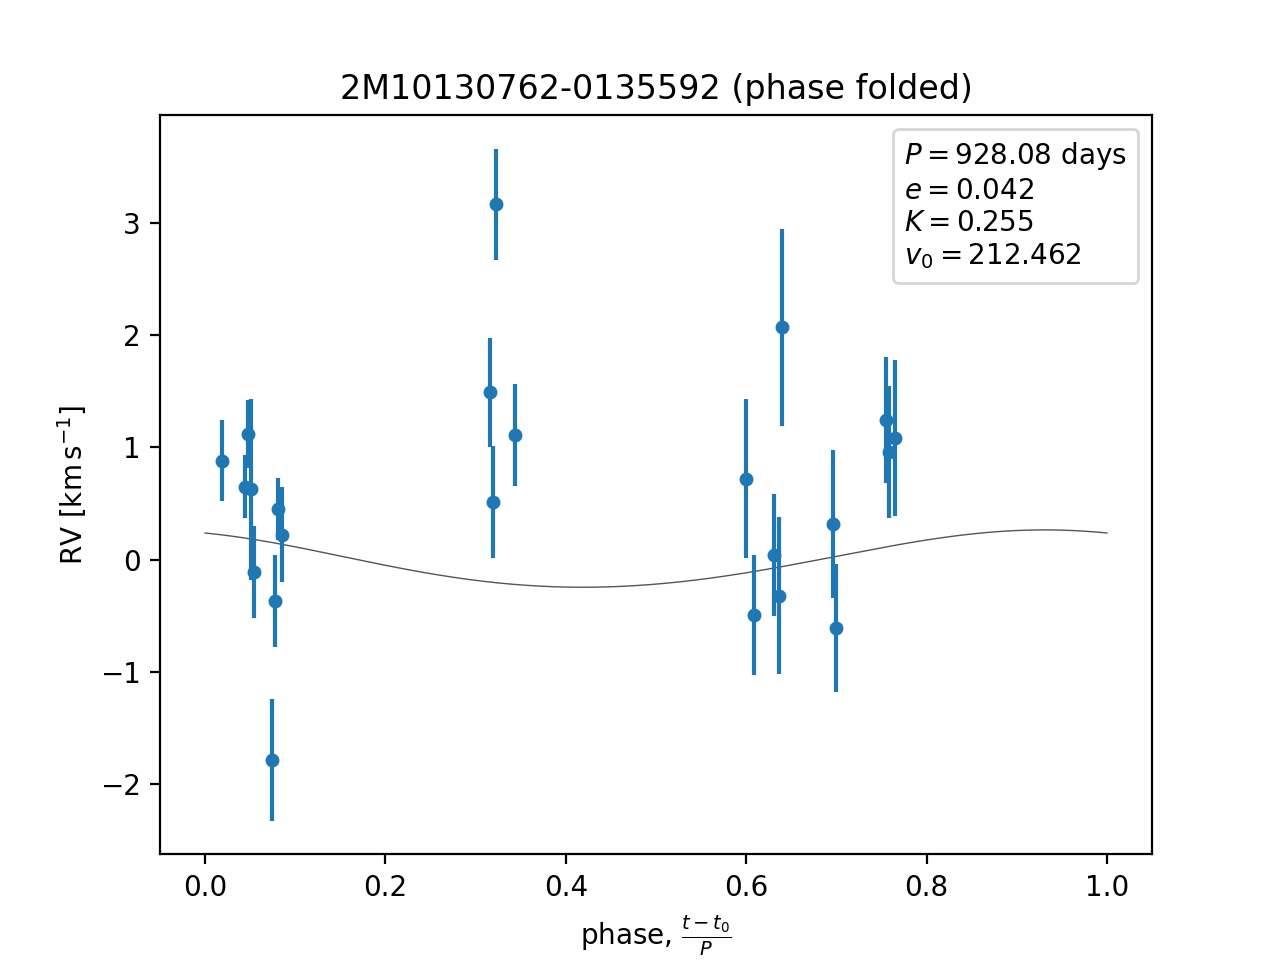 2M10130762-0135592 (phase folded)
P = 928.08 days
e = 0.042
K = 0.255
v₀ = 212.462
RV [km s⁻¹]
3
2
1
0
−1
−2
0.0 0.2 0.4 0.6 0.8 1.0
phase, (t − t₀)/P